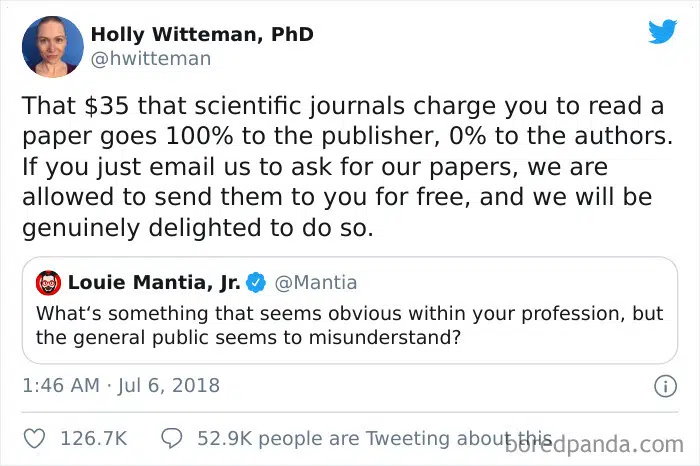 Holly Witteman, PhD
@hwitteman
That $35 that scientific journals charge you to read a
paper goes 100% to the publisher, 0% to the authors.
If you just email us to ask for our papers, we are
allowed to send them to you for free, and we will be
genuinely delighted to do so.
Louie Mantia, Jr. @Mantia
What‘s something that seems obvious within your profession, but
the general public seems to misunderstand?
1:46 AM · Jul 6, 2018
126.7K 52.9K people are Tweeting about this
boredpanda.com